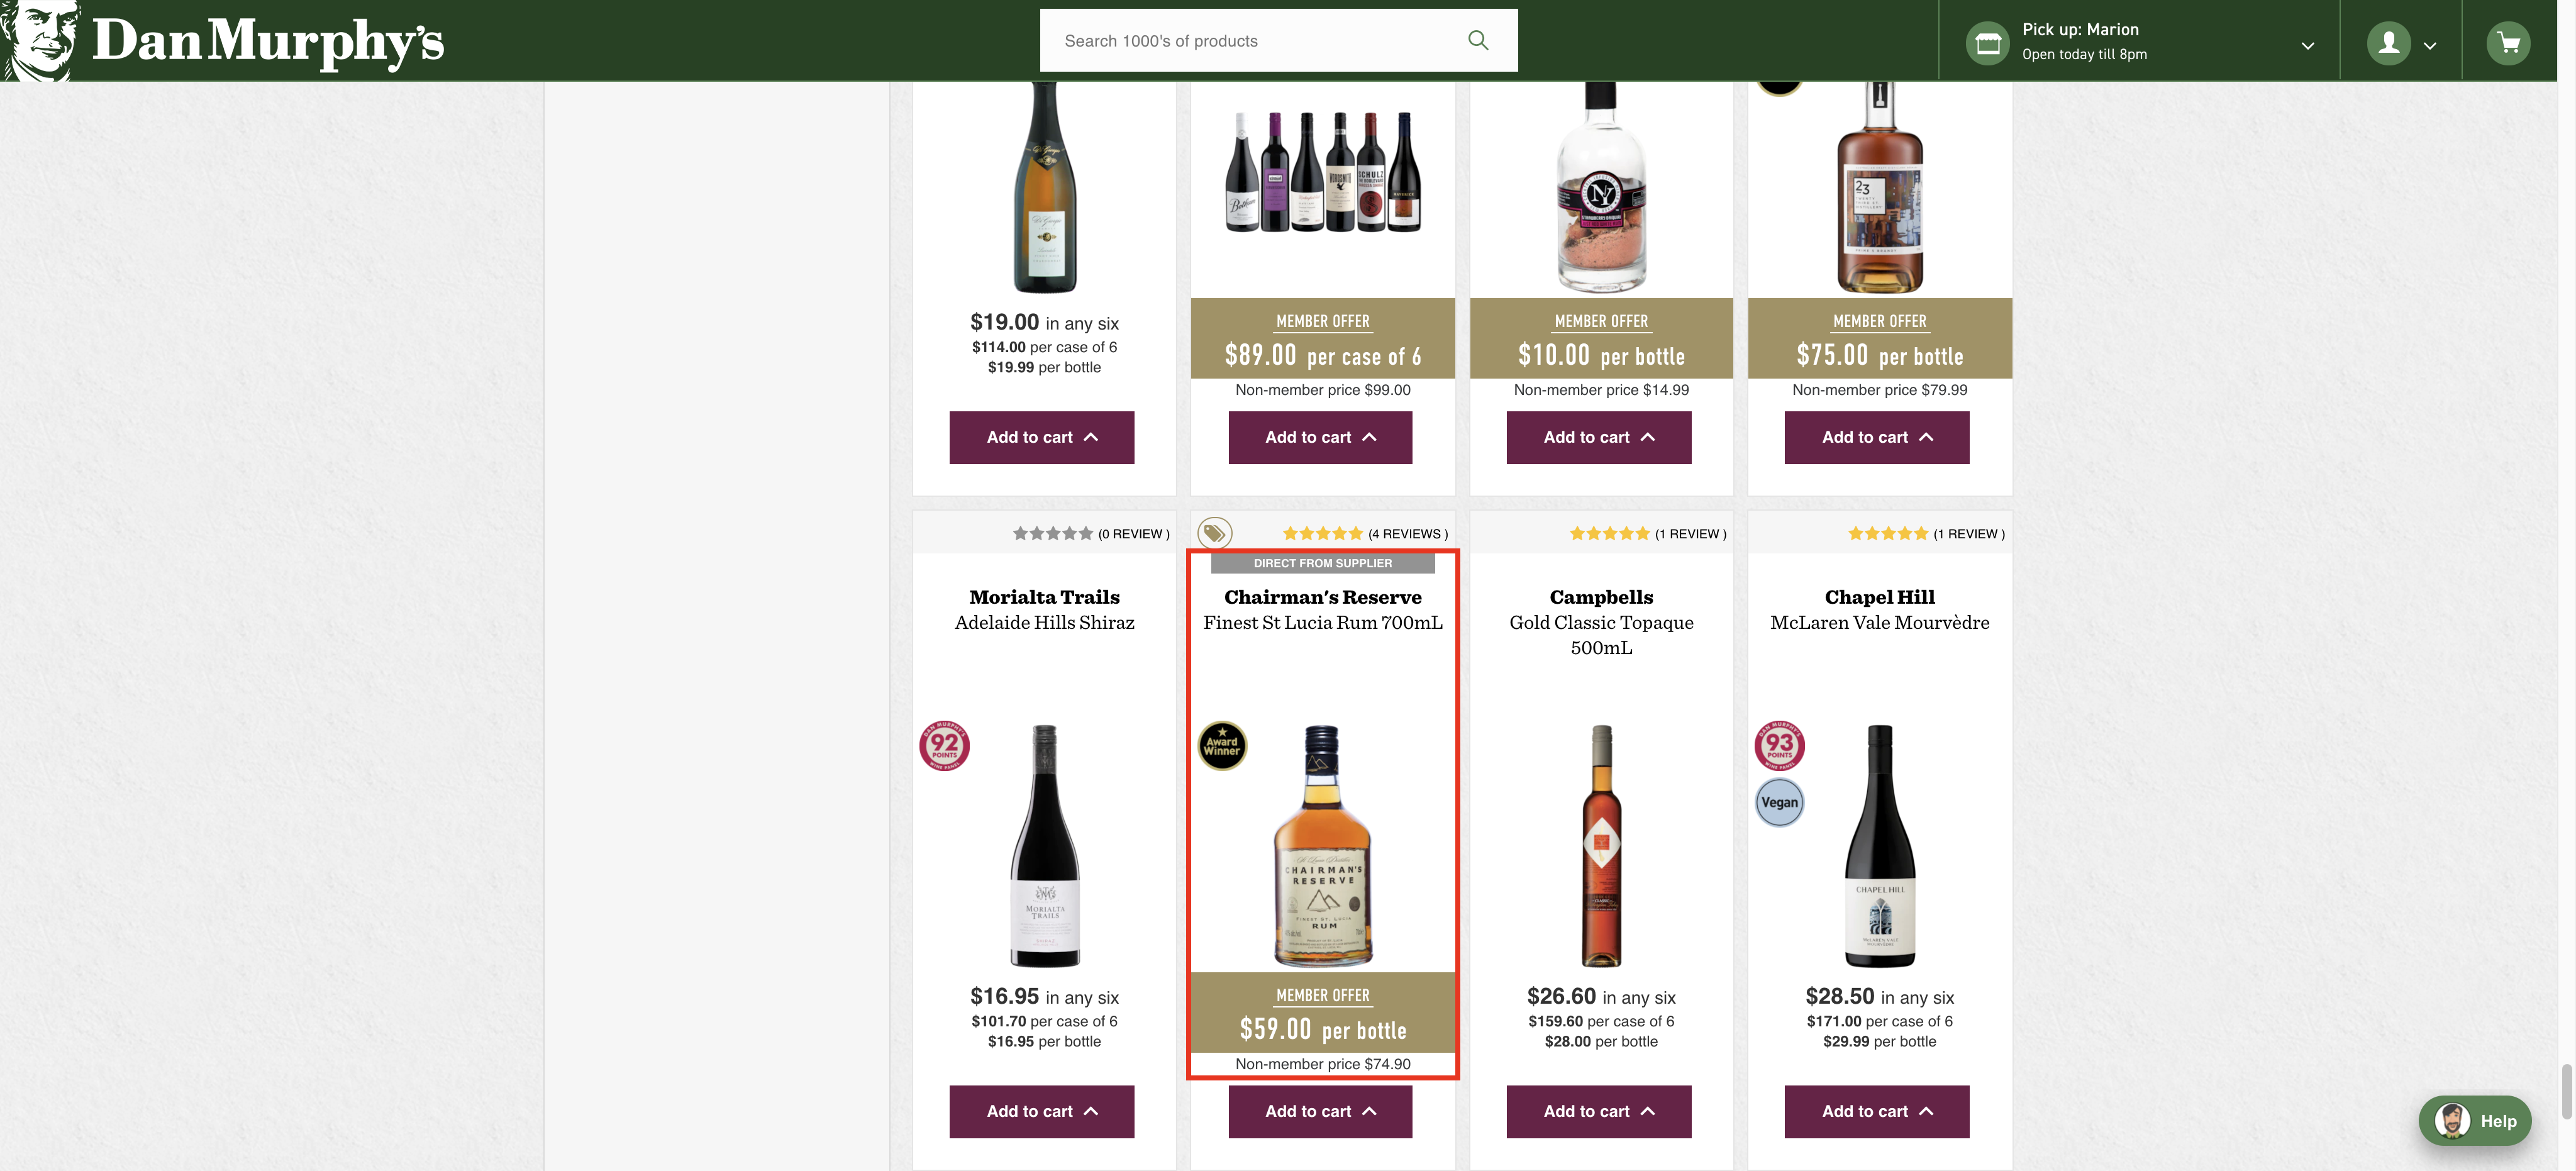 Dan Murphy's
Search 1000's of products
Pick up: Marion
Open today till 8pm
$19.00 in any six
$114.00 per case of 6
$19.99 per bottle
Add to cart
SCHULZ
MEMBER OFFER
$89.00 per case of 6
Non-member price $99.00
Add to cart
NY
MEMBER OFFER
$10.00 per bottle
Non-member price $14.99
Add to cart
23
MEMBER OFFER
$75.00 per bottle
Non-member price $79.99
Add to cart
(0 REVIEW )
Morialta Trails
Adelaide Hills Shiraz
92
POINTS
MORIALTA
TRAILS
$16.95 in any six
$101.70 per case of 6
$16.95 per bottle
Add to cart
(4 REVIEWS )
DIRECT FROM SUPPLIER
Chairman's Reserve
Finest St Lucia Rum 700mL
Award
Winner
CHAIRMAN'S
RESERVE
FINEST ST. LUCIA
RUM
MEMBER OFFER
$59.00 per bottle
Non-member price $74.90
Add to cart
(1 REVIEW )
Campbells
Gold Classic Topaque
500mL
$26.60 in any six
$159.60 per case of 6
$28.00 per bottle
Add to cart
(1 REVIEW )
Chapel Hill
McLaren Vale Mourvèdre
93
POINTS
Vegan
CHAPEL HILL
$28.50 in any six
$171.00 per case of 6
$29.99 per bottle
Add to cart
Help